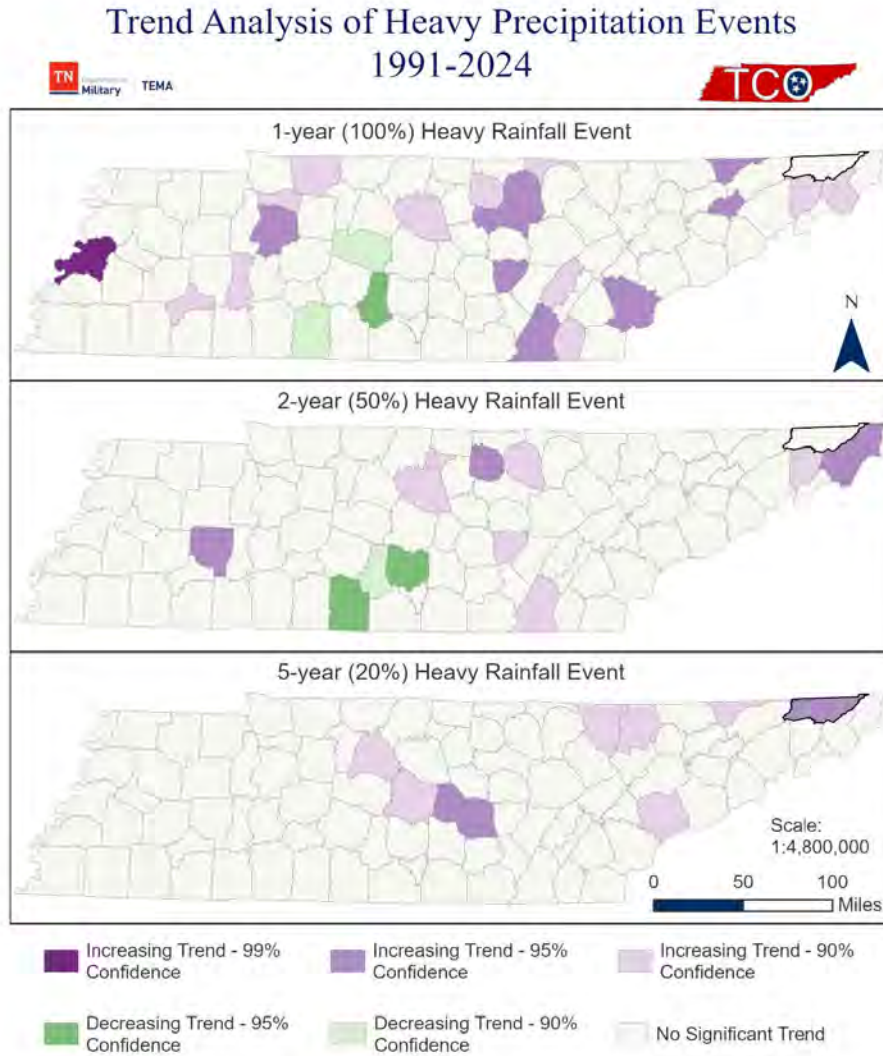 Trend Analysis of Heavy Precipitation Events
1991-2024
TN
Department of
Military
TEMA
TCO
1-year (100%) Heavy Rainfall Event
N
2-year (50%) Heavy Rainfall Event
5-year (20%) Heavy Rainfall Event
Scale:
1:4,800,000
0 50 100
Miles
Increasing Trend - 99%
Confidence
Increasing Trend - 95%
Confidence
Increasing Trend - 90%
Confidence
Decreasing Trend - 95%
Confidence
Decreasing Trend - 90%
Confidence
No Significant Trend